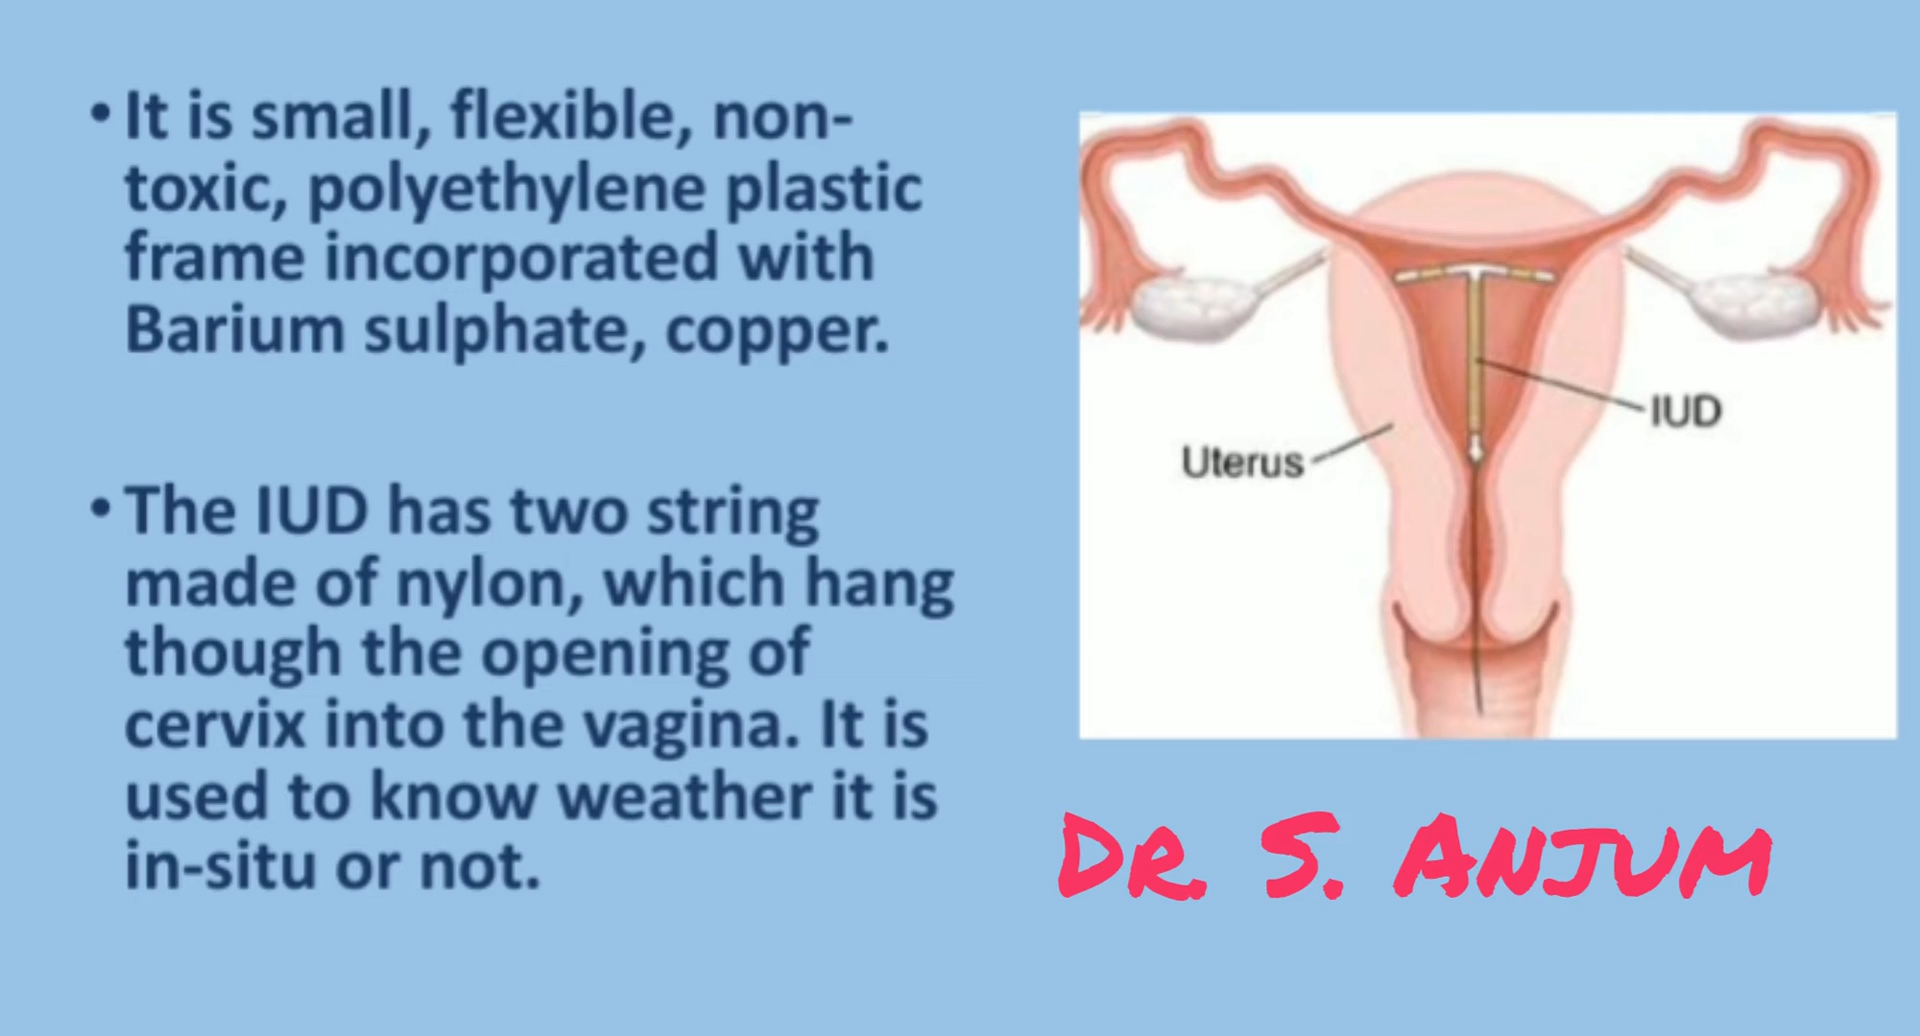 • It is small, flexible, non-
toxic, polyethylene plastic
frame incorporated with
Barium sulphate, copper.
• The IUD has two string
made of nylon, which hang
though the opening of
cervix into the vagina. It is
used to know weather it is
in-situ or not.
IUD
Uterus
DR. S. ANJUM